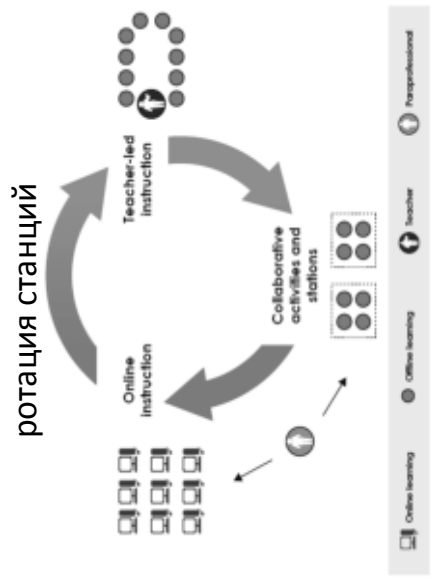 ротация станций
Teacher-led
instruction
Online
instruction
Collaborative
activities and
stations
Online learning
Offline learning
Teacher
Paraprofessional